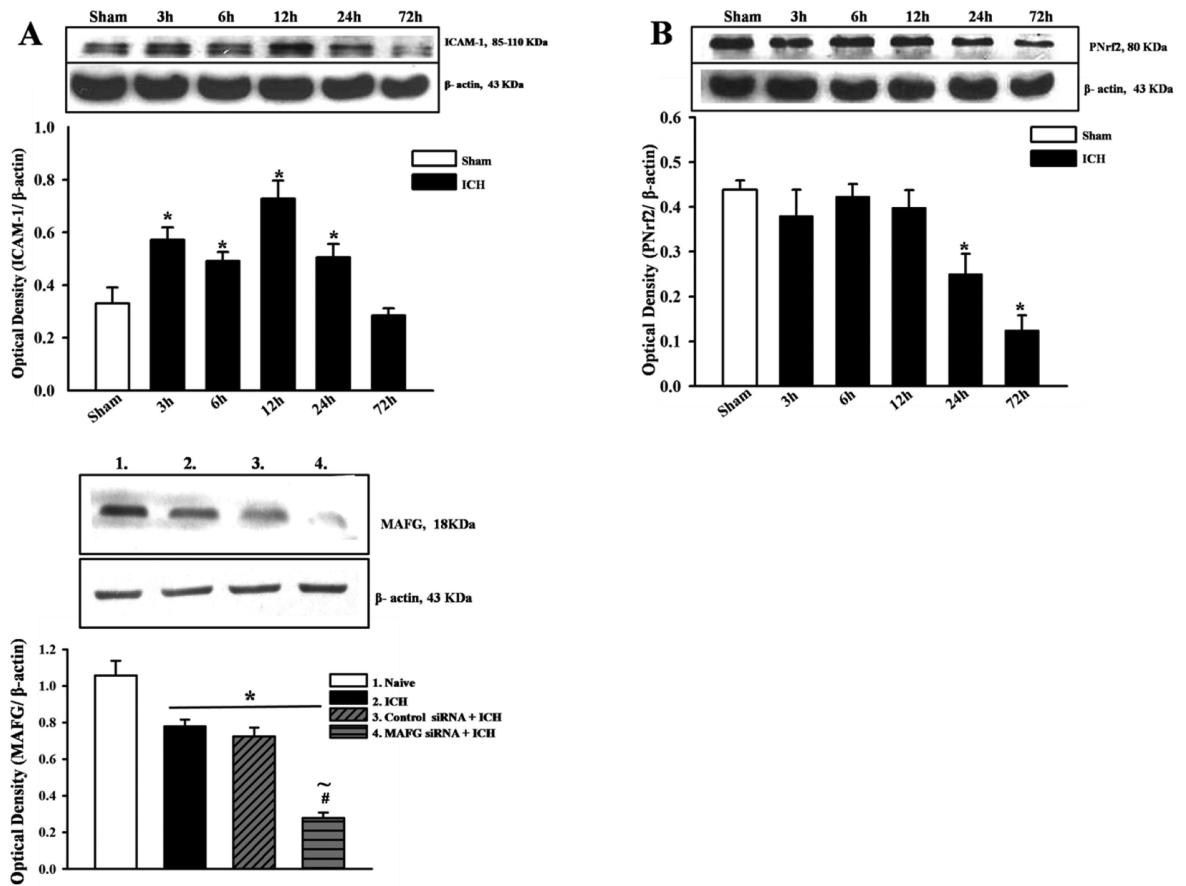 A
Sham 3h 6h 12h 24h 72h
ICAM-1, 85-110 KDa
β- actin, 43 KDa
Optical Density (ICAM-1/ β-actin)
1.0
0.8
0.6
0.4
0.2
0.0
Sham
ICH
*
*
*
*
Sham 3h 6h 12h 24h 72h
B
Sham 3h 6h 12h 24h 72h
PNrf2, 80 KDa
β- actin, 43 KDa
Optical Density (PNrf2/ β-actin)
0.6
0.5
0.4
0.3
0.2
0.1
0.0
Sham
ICH
*
*
Sham 3h 6h 12h 24h 72h
1. 2. 3. 4.
MAFG, 18KDa
β- actin, 43 KDa
Optical Density (MAFG/ β-actin)
1.2
1.0
0.8
0.6
0.4
0.2
0.0
*
~
#
1. Naive
2. ICH
3. Control siRNA + ICH
4. MAFG siRNA + ICH